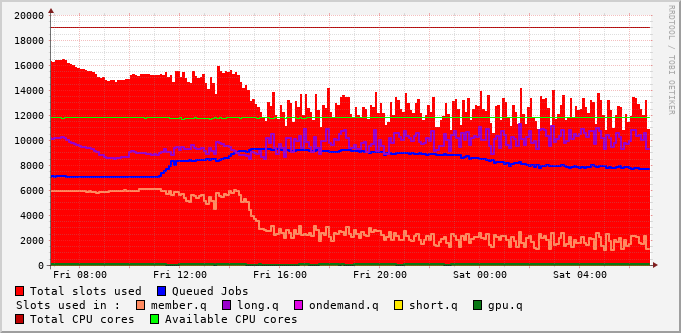 20000
18000
16000
14000
12000
10000
8000
6000
4000
2000
0
Fri 08:00 Fri 12:00 Fri 16:00 Fri 20:00 Sat 00:00 Sat 04:00
RRDTOOL / TOBI OETIKER
Total slots used Queued Jobs
Slots used in : member.q long.q ondemand.q short.q gpu.q
Total CPU cores Available CPU cores